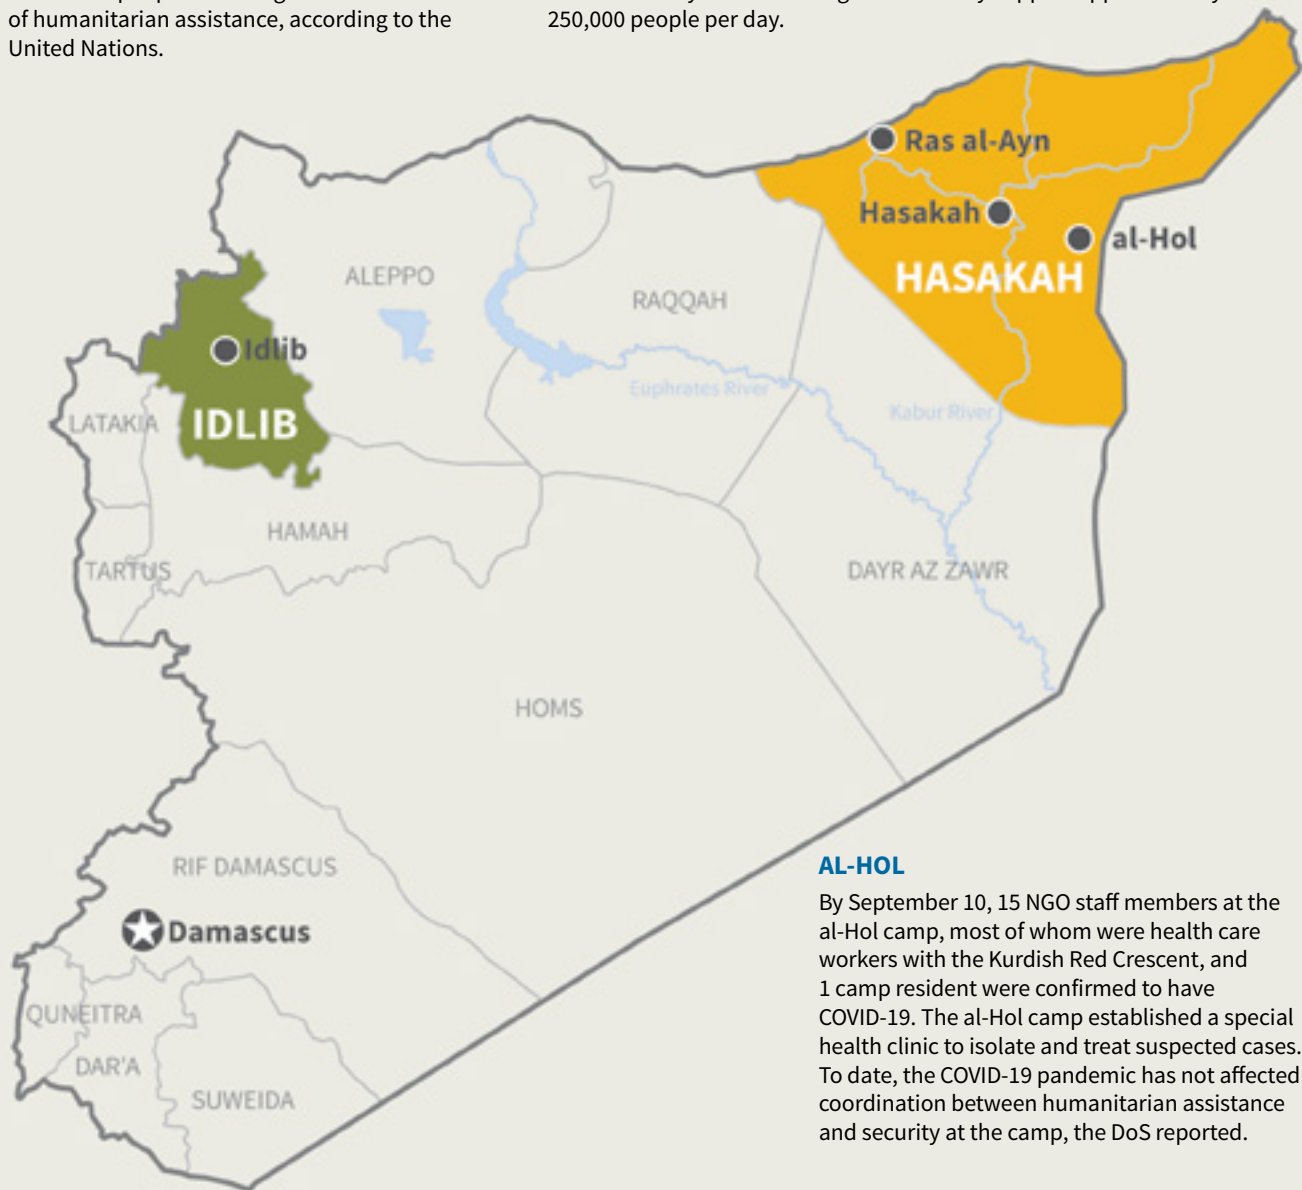 of humanitarian assistance, according to the
United Nations.
250,000 people per day.
Ras al-Ayn
Hasakah
al-Hol
HASAKAH
ALEPPO
RAQQAH
Idlib
IDLIB
Euphrates River
Kabur River
LATAKIA
HAMAH
TARTUS
DAYR AZ ZAWR
HOMS
RIF DAMASCUS
Damascus
QUNEITRA
DAR'A
SUWEIDA
AL-HOL
By September 10, 15 NGO staff members at the
al-Hol camp, most of whom were health care
workers with the Kurdish Red Crescent, and
1 camp resident were confirmed to have
COVID-19. The al-Hol camp established a special
health clinic to isolate and treat suspected cases.
To date, the COVID-19 pandemic has not affected
coordination between humanitarian assistance
and security at the camp, the DoS reported.